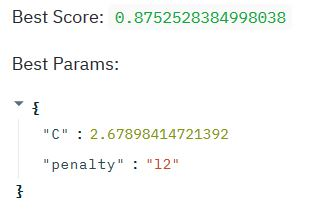 Best Score: 0.8752528384998038
Best Params:
{
"C" : 2.67898414721392
"penalty" : "l2"
}